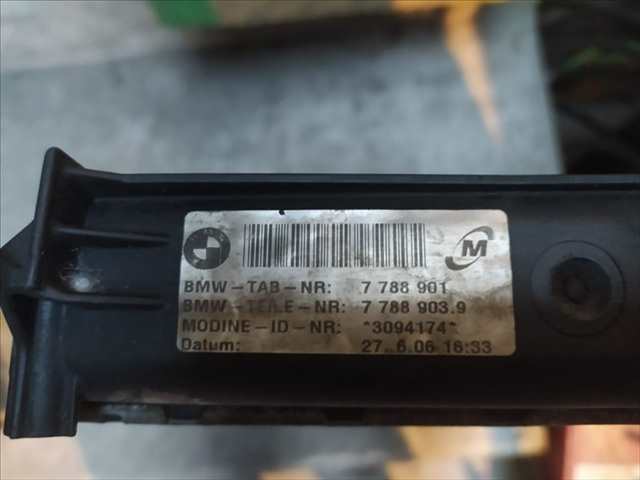 BMW
M
BMW-TAB-NR: 7 788 901
BMW-TEILE-NR: 7 788 903.9
MODINE-ID-NR: *3094174*
Datum: 27. 6.06 16:33